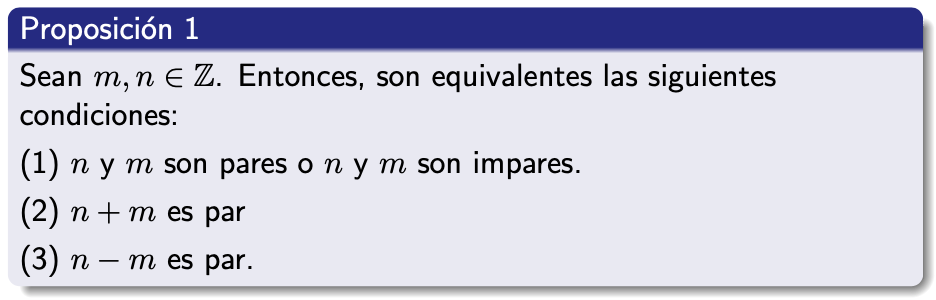 Proposición 1
Sean m, n ∈ ℤ. Entonces, son equivalentes las siguientes
condiciones:
(1) n y m son pares o n y m son impares.
(2) n + m es par
(3) n − m es par.